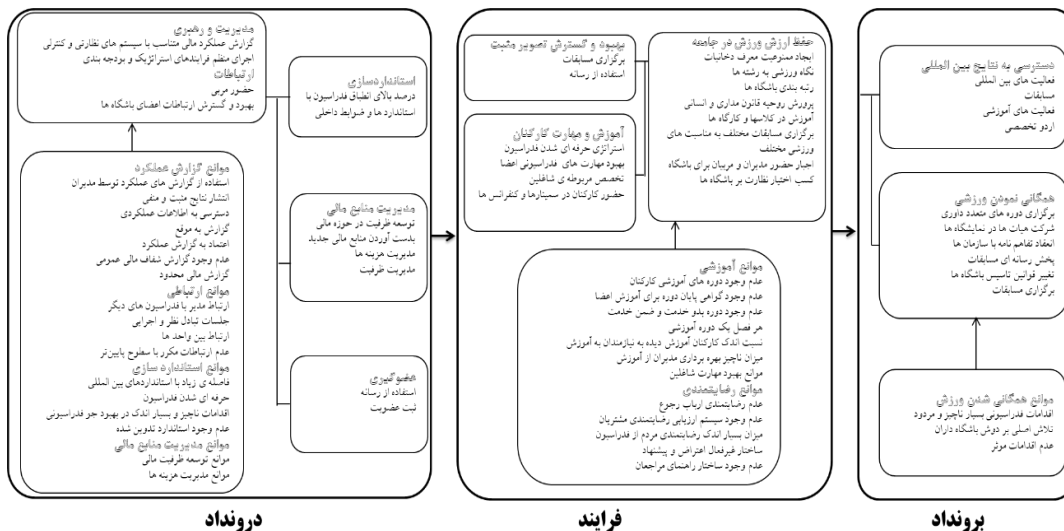 مدیریت و رهبری
گزارش عملکرد مالی متناسب با سیستم های نظارتی و کنترلی
اجرای منظم فرایندهای استراتژیک و بودجه بندی
ارتباطات
حضور مربی
بهبود و گسترش ارتباطات اعضای باشگاه ها
استانداردسازی
درصد بالای انطباق فدراسیون با
استانداردها و ضوابط داخلی
موانع گزارش عملکرد
استفاده از گزارش های عملکرد توسط مدیران
انتشار نتایج مثبت و منفی
دسترسی به اطلاعات عملکردی
گزارش به موقع
اعتماد به گزارش عملکرد
عدم وجود گزارش شفاف مالی عمومی
گزارش مالی محدود
موانع ارتباطی
ارتباط مدیر با فدراسیون های دیگر
جلسات تبادل نظر و اجرایی
ارتباط بین واحد ها
عدم ارتباطات مکرر با سطوح پایین‌تر
موانع استاندارد سازی
فاصله ی زیاد با استانداردهای بین المللی
حرفه ای شدن فدراسیون
اقدامات ناچیز و بسیار اندک در بهبود جو فدراسیونی
عدم وجود استاندارد تدوین شده
موانع مدیریت منابع مالی
موانع توسعه ظرفیت مالی
موانع مدیریت هزینه ها
مدیریت منابع مالی
توسعه ظرفیت در حوزه مالی
بدست آوردن منابع مالی جدید
مدیریت هزینه ها
مدیریت ظرفیت
عضوگیری
استفاده از رسانه
ثبت عضویت
درونداد
بهبود و گسترش تصویر مثبت
برگزاری مسابقات
استفاده از رسانه
آموزش و مهارت کارکنان
استراتژی حرفه ای شدن فدراسیون
بهبود مهارت های فدراسیونی اعضا
تخصص مربوطه ی شاغلین
حضور کارکنان در سمینارها و کنفرانس ها
حفظ ارزش ورزش در جامعه
ایجاد ممنوعیت مصرف دخانیات
نگاه ورزشی به رشته ها
رتبه بندی باشگاه ها
پرورش روحیه قانون مداری و انسانی
آموزش در کلاسها و کارگاه ها
برگزاری مسابقات مختلف به مناسبت های
ورزشی مختلف
اجبار حضور مدیران و مربیان برای باشگاه
کسب اختیار نظارت بر باشگاه ها
موانع آموزشی
عدم وجود دوره های آموزشی کارکنان
عدم وجود گواهی پایان دوره برای آموزش اعضا
عدم وجود دوره بدو خدمت و ضمن خدمت
هر فصل یک دوره آموزشی
نسبت اندک کارکنان آموزش دیده به نیازمندان به آموزش
میزان ناچیز بهره برداری مدیران از آموزش
موانع بهبود مهارت شاغلین
موانع رضایتمندی
عدم رضایتمندی ارباب رجوع
عدم وجود سیستم ارزیابی رضایتمندی مشتریان
میزان بسیار اندک رضایتمندی مردم از فدراسیون
ساختار غیرفعال اعتراض و پیشنهاد
عدم وجود ساختار راهنمای مراجعان
فرایند
دسترسی به نتایج بین المللی
فعالیت های بین المللی
مسابقات
فعالیت های آموزشی
اردو تخصصی
همگانی نمودن ورزشی
برگزاری دوره های متعدد داوری
شرکت هیات ها در نمایشگاه ها
انعقاد تفاهم نامه با سازمان ها
پخش رسانه ای مسابقات
تغییر قوانین تاسیس باشگاه ها
برگزاری مسابقات
موانع همگانی شدن ورزش
اقدامات فدراسیونی بسیار ناچیز و مردود
تلاش اصلی بر دوش باشگاه داران
عدم اقدامات موثر
برونداد